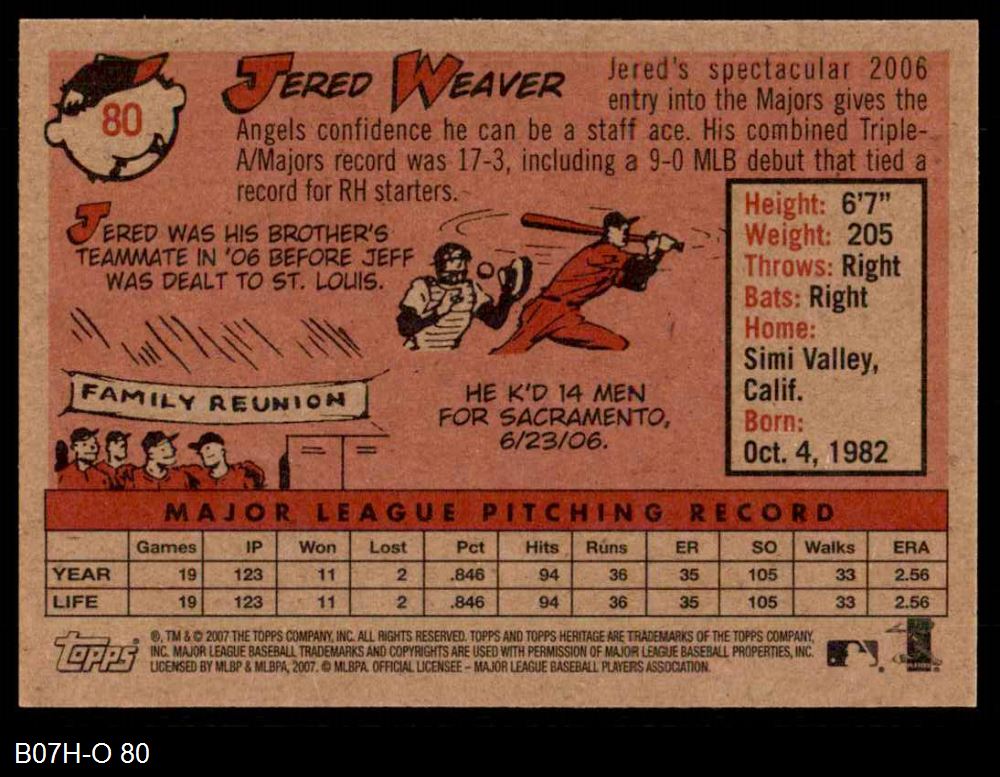 80
JERED WEAVER
Jered's spectacular 2006
entry into the Majors gives the
Angels confidence he can be a staff ace. His combined Triple-
A/Majors record was 17-3, including a 9-0 MLB debut that tied a
record for RH starters.
JERED WAS HIS BROTHER'S
TEAMMATE IN '06 BEFORE JEFF
WAS DEALT TO ST. LOUIS.
FAMILY REUNION
HE K'D 14 MEN
FOR SACRAMENTO,
6/23/06.
Height: 6'7"
Weight: 205
Throws: Right
Bats: Right
Home:
Simi Valley,
Calif.
Born:
Oct. 4, 1982
MAJOR LEAGUE PITCHING RECORD
Games IP Won Lost Pct Hits Runs ER SO Walks ERA
YEAR 19 123 11 2 .846 94 36 35 105 33 2.56
LIFE 19 123 11 2 .846 94 36 35 105 33 2.56
Topps
®, TM & © 2007 THE TOPPS COMPANY, INC. ALL RIGHTS RESERVED. TOPPS AND TOPPS HERITAGE ARE TRADEMARKS OF THE TOPPS COMPANY,
INC. MAJOR LEAGUE BASEBALL TRADEMARKS AND COPYRIGHTS ARE USED WITH PERMISSION OF MAJOR LEAGUE BASEBALL PROPERTIES, INC.
LICENSED BY MLBP & MLBPA, 2007. © MLBPA. OFFICIAL LICENSEE – MAJOR LEAGUE BASEBALL PLAYERS ASSOCIATION.
B07H-O 80